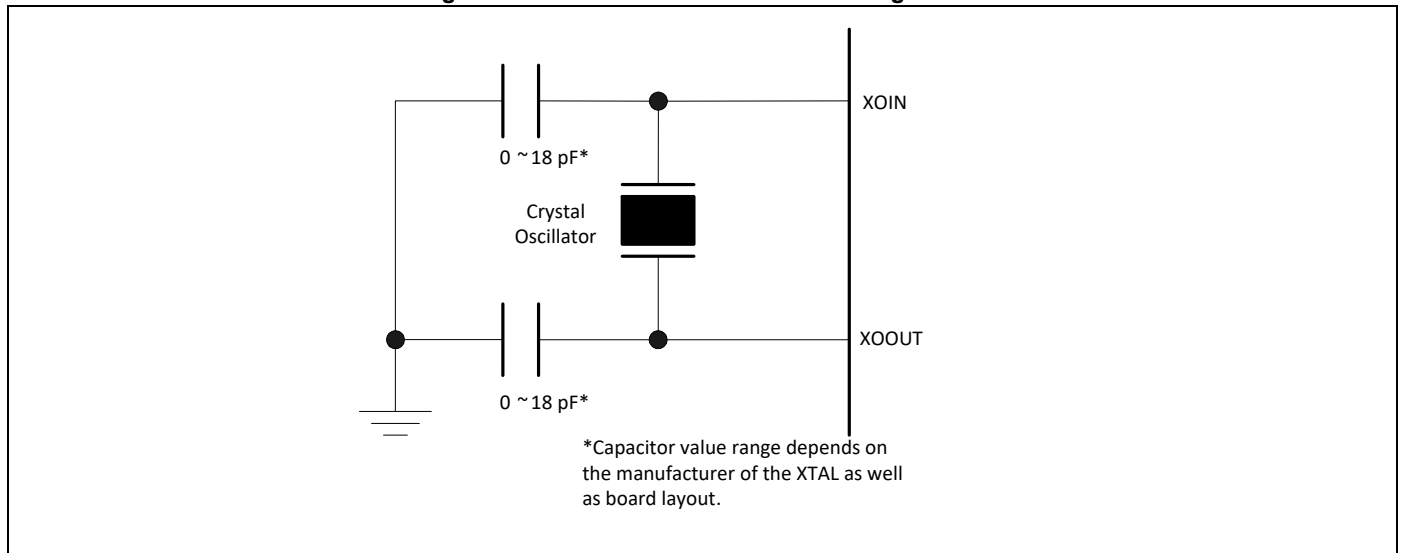 XOIN
0 ~18 pF*
Crystal
Oscillator
XOOUT
0 ~18 pF*
*Capacitor value range depends on
the manufacturer of the XTAL as well
as board layout.